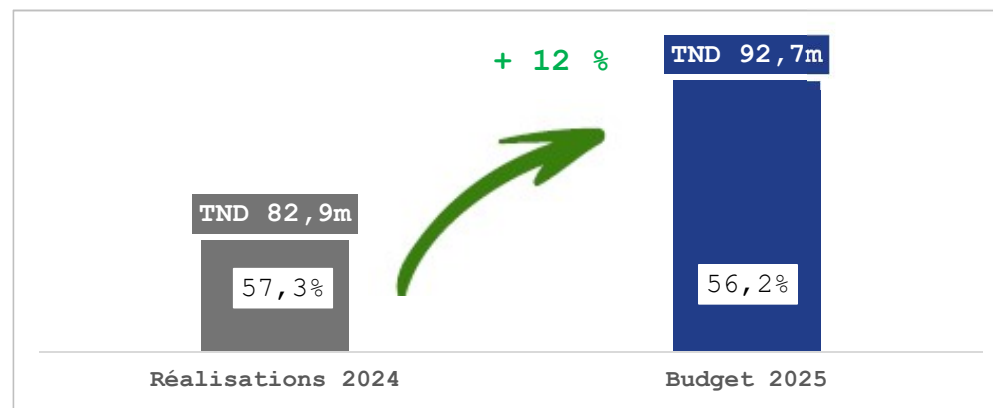 + 12 %
TND 92,7m
TND 82,9m
57,3%
56,2%
Réalisations 2024
Budget 2025